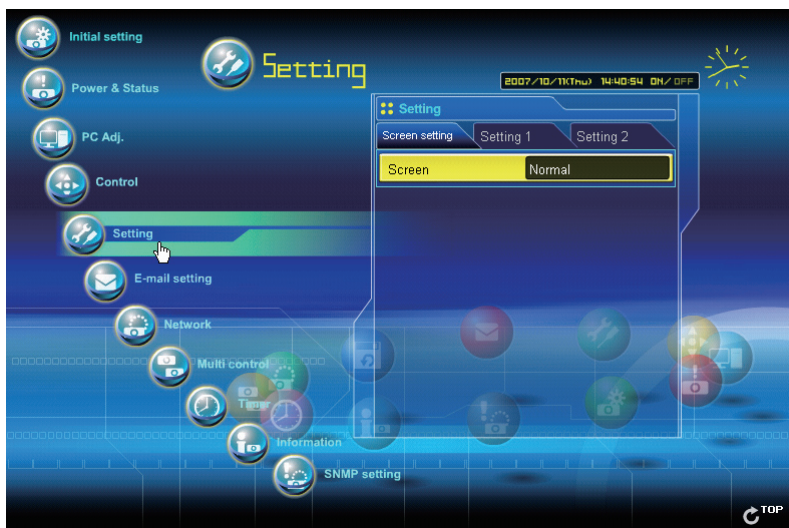 Initial setting
Power & Status
PC Adj.
Control
Setting
E-mail setting
Network
Multi control
Timer
Information
SNMP setting
Setting
2007/10/11(Thu) 14:40:54 ON/OFF
Setting
Screen setting Setting 1 Setting 2
Screen Normal
TOP